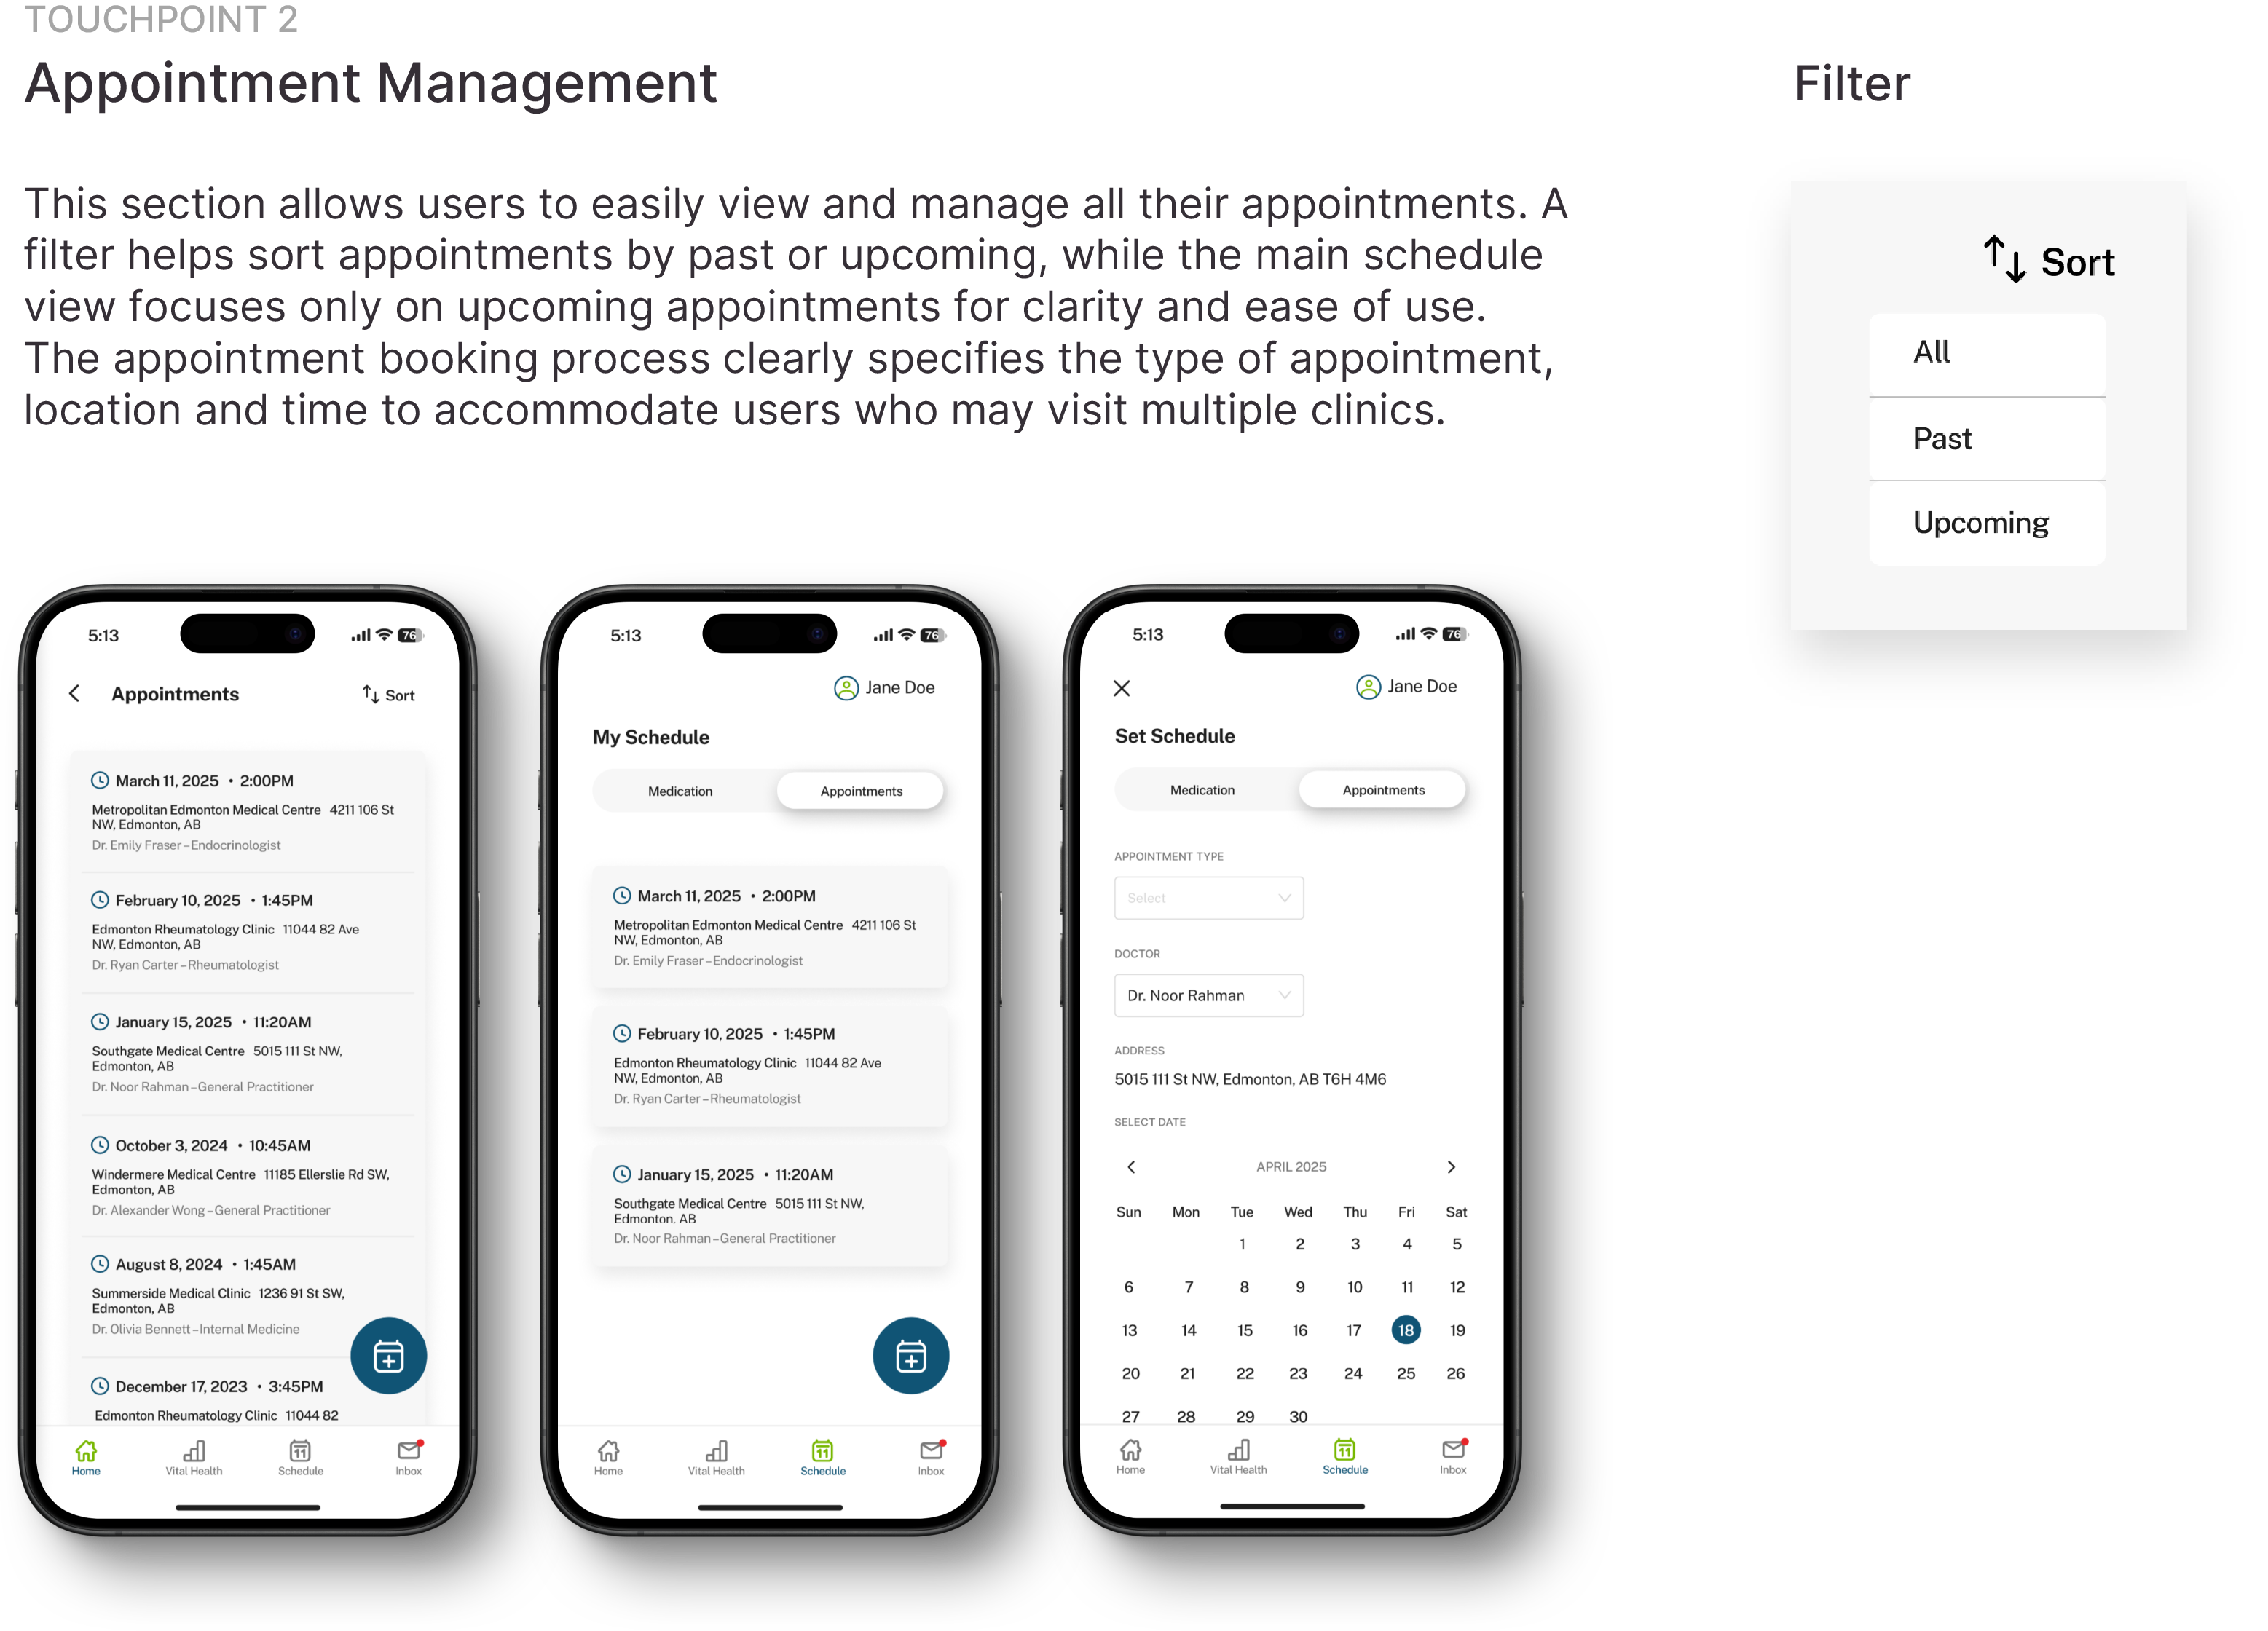 TOUCHPOINT 2
Appointment Management
This section allows users to easily view and manage all their appointments. A
filter helps sort appointments by past or upcoming, while the main schedule
view focuses only on upcoming appointments for clarity and ease of use.
The appointment booking process clearly specifies the type of appointment,
location and time to accommodate users who may visit multiple clinics.
Filter
Sort
All
Past
Upcoming
5:13
76
Appointments
Sort
March 11, 2025 • 2:00PM
Metropolitan Edmonton Medical Centre 4211 106 St
NW, Edmonton, AB
Dr. Emily Fraser – Endocrinologist
February 10, 2025 • 1:45PM
Edmonton Rheumatology Clinic 11044 82 Ave
NW, Edmonton, AB
Dr. Ryan Carter – Rheumatologist
January 15, 2025 • 11:20AM
Southgate Medical Centre 5015 111 St NW,
Edmonton, AB
Dr. Noor Rahman – General Practitioner
October 3, 2024 • 10:45AM
Windermere Medical Centre 11185 Ellerslie Rd SW,
Edmonton, AB
Dr. Alexander Wong – General Practitioner
August 8, 2024 • 1:45AM
Summerside Medical Clinic 1236 91 St SW,
Edmonton, AB
Dr. Olivia Bennett – Internal Medicine
December 17, 2023 • 3:45PM
Edmonton Rheumatology Clinic 11044 82
11
Home Vital Health Schedule Inbox
5:13
76
Jane Doe
My Schedule
Medication Appointments
March 11, 2025 • 2:00PM
Metropolitan Edmonton Medical Centre 4211 106 St
NW, Edmonton, AB
Dr. Emily Fraser – Endocrinologist
February 10, 2025 • 1:45PM
Edmonton Rheumatology Clinic 11044 82 Ave
NW, Edmonton, AB
Dr. Ryan Carter – Rheumatologist
January 15, 2025 • 11:20AM
Southgate Medical Centre 5015 111 St NW,
Edmonton, AB
Dr. Noor Rahman – General Practitioner
11
Home Vital Health Schedule Inbox
5:13
76
Jane Doe
Set Schedule
Medication Appointments
APPOINTMENT TYPE
Select
DOCTOR
Dr. Noor Rahman
ADDRESS
5015 111 St NW, Edmonton, AB T6H 4M6
SELECT DATE
APRIL 2025
Sun Mon Tue Wed Thu Fri Sat
1 2 3 4 5
6 7 8 9 10 11 12
13 14 15 16 17 18 19
20 21 22 23 24 25 26
27 28 29 30
11
Home Vital Health Schedule Inbox